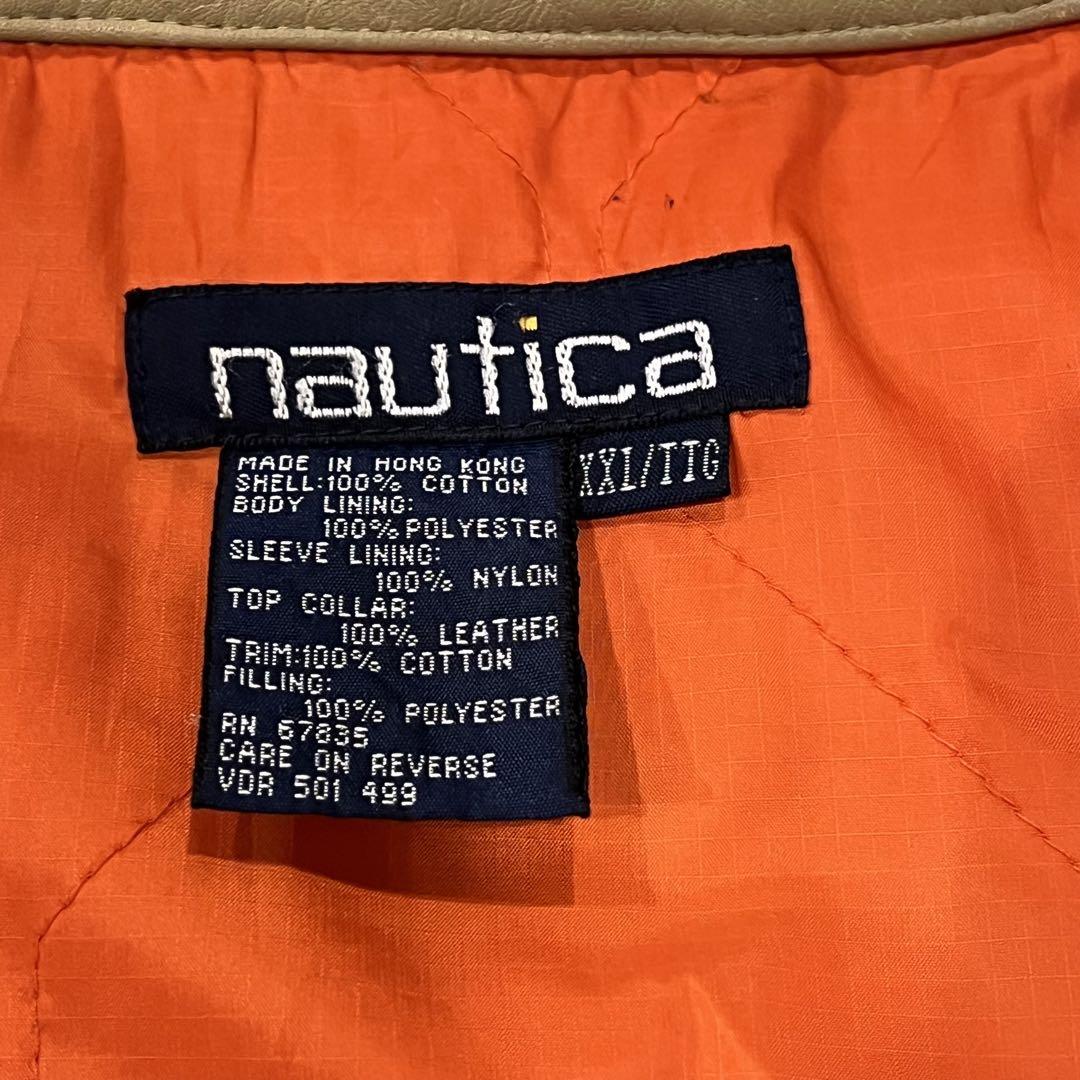 nautica
XXL/TTG
MADE IN HONG KONG
SHELL:100% COTTON
BODY LINING:
100% POLYESTER
SLEEVE LINING:
100% NYLON
TOP COLLAR:
100% LEATHER
TRIM:100% COTTON
FILLING:
100% POLYESTER
RN 67835
CARE ON REVERSE
VDR 501 499